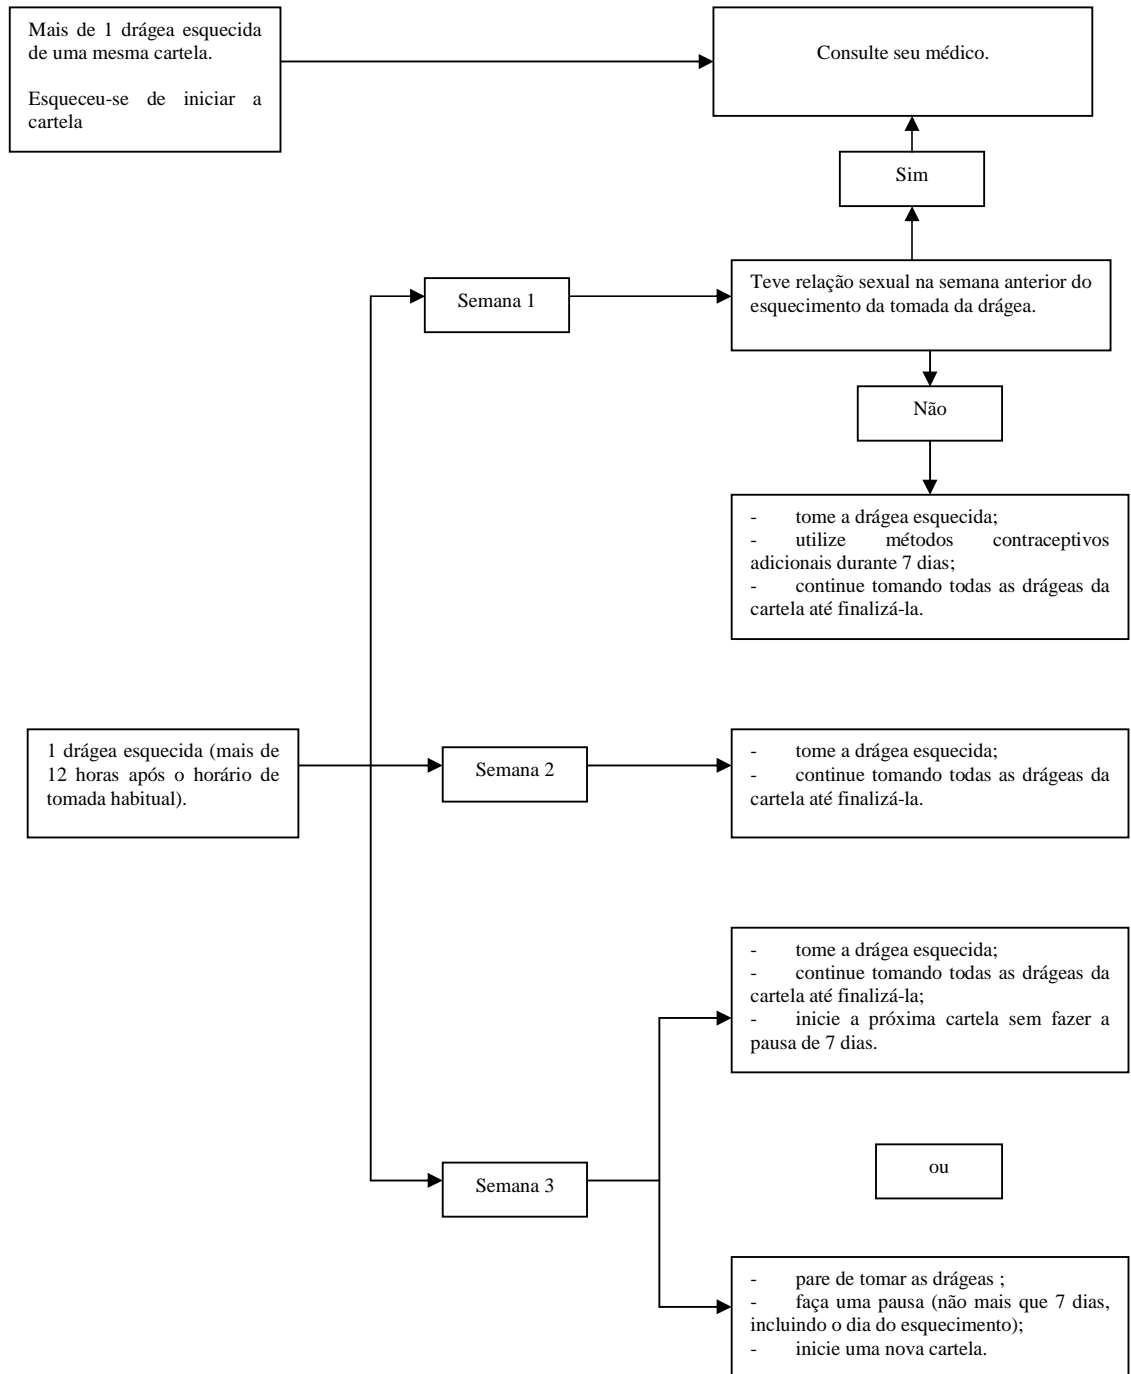 Mais de 1 drágea esquecida
de uma mesma cartela.
Esqueceu-se de iniciar a
cartela
Consulte seu médico.
Sim
Semana 1
Teve relação sexual na semana anterior do
esquecimento da tomada da drágea.
Não
- tome a drágea esquecida;
- utilize métodos contraceptivos
adicionais durante 7 dias;
- continue tomando todas as drágeas da
cartela até finalizá-la.
1 drágea esquecida (mais de
12 horas após o horário de
tomada habitual).
Semana 2
- tome a drágea esquecida;
- continue tomando todas as drágeas da
cartela até finalizá-la.
- tome a drágea esquecida;
- continue tomando todas as drágeas da
cartela até finalizá-la;
- inicie a próxima cartela sem fazer a
pausa de 7 dias.
ou
Semana 3
- pare de tomar as drágeas ;
- faça uma pausa (não mais que 7 dias,
incluindo o dia do esquecimento);
- inicie uma nova cartela.